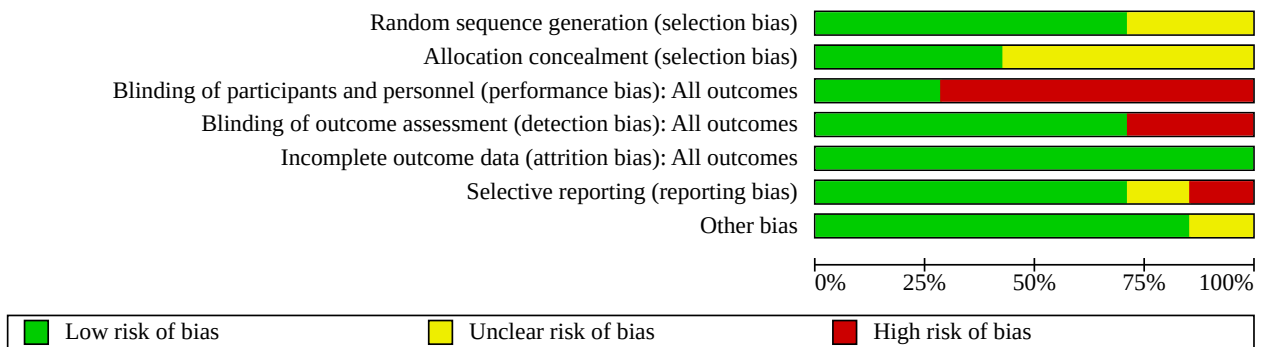 Random sequence generation (selection bias)
Allocation concealment (selection bias)
Blinding of participants and personnel (performance bias): All outcomes
Blinding of outcome assessment (detection bias): All outcomes
Incomplete outcome data (attrition bias): All outcomes
Selective reporting (reporting bias)
Other bias
0% 25% 50% 75% 100%
Low risk of bias Unclear risk of bias High risk of bias